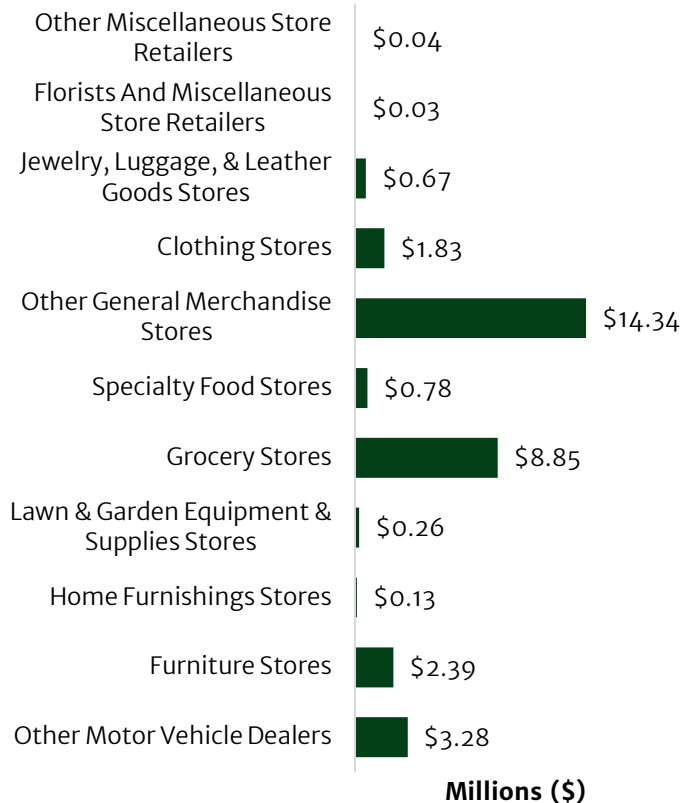 Other Miscellaneous Store
Retailers
$0.04
Florists And Miscellaneous
Store Retailers
$0.03
Jewelry, Luggage, & Leather
Goods Stores
$0.67
Clothing Stores
$1.83
Other General Merchandise
Stores
$14.34
Specialty Food Stores
$0.78
Grocery Stores
$8.85
Lawn & Garden Equipment &
Supplies Stores
$0.26
Home Furnishings Stores
$0.13
Furniture Stores
$2.39
Other Motor Vehicle Dealers
$3.28
Millions ($)